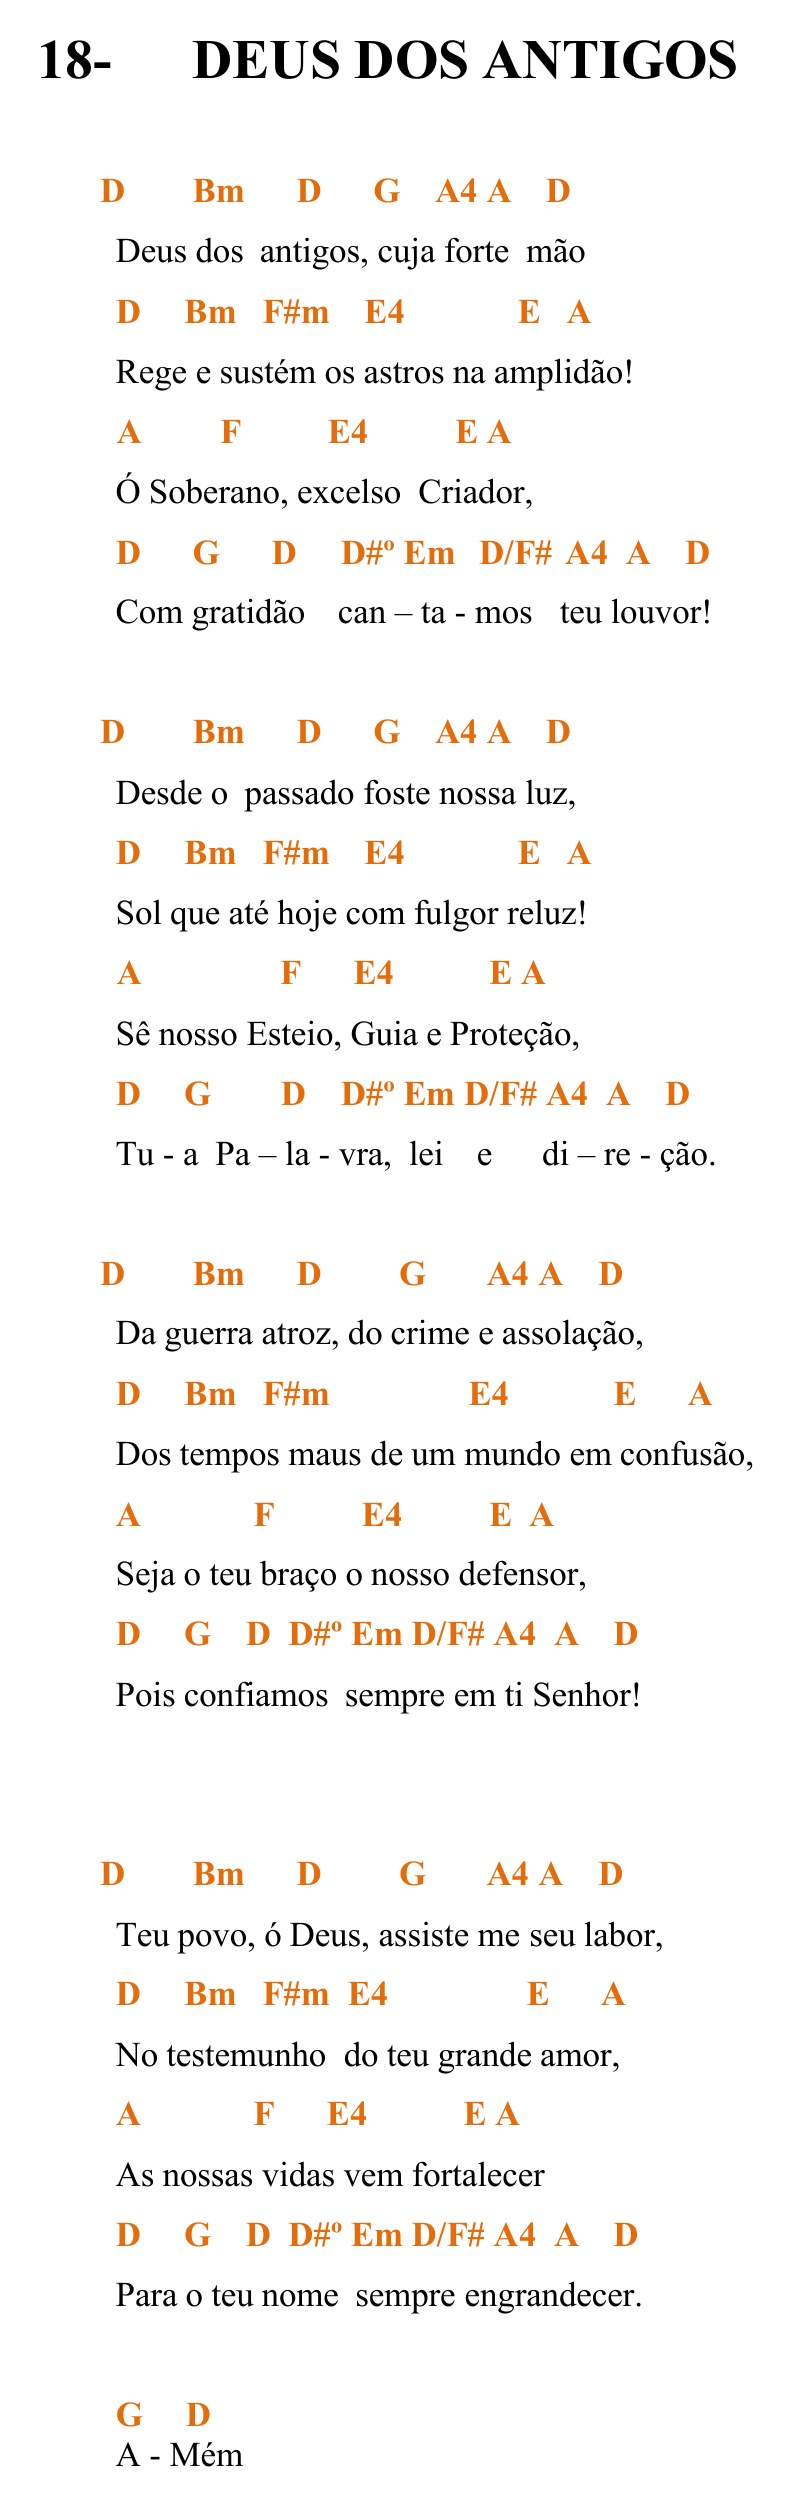 18- DEUS DOS ANTIGOS
D Bm D G A4 A D
Deus dos antigos, cuja forte mão
D Bm F#m E4 E A
Rege e sustém os astros na amplidão!
A F E4 E A
Ó Soberano, excelso Criador,
D G D D#º Em D/F# A4 A D
Com gratidão can – ta - mos teu louvor!
D Bm D G A4 A D
Desde o passado foste nossa luz,
D Bm F#m E4 E A
Sol que até hoje com fulgor reluz!
A F E4 E A
Sê nosso Esteio, Guia e Proteção,
D G D D#º Em D/F# A4 A D
Tu - a Pa – la - vra, lei e di – re - ção.
D Bm D G A4 A D
Da guerra atroz, do crime e assolação,
D Bm F#m E4 E A
Dos tempos maus de um mundo em confusão,
A F E4 E A
Seja o teu braço o nosso defensor,
D G D D#º Em D/F# A4 A D
Pois confiamos sempre em ti Senhor!
D Bm D G A4 A D
Teu povo, ó Deus, assiste me seu labor,
D Bm F#m E4 E A
No testemunho do teu grande amor,
A F E4 E A
As nossas vidas vem fortalecer
D G D D#º Em D/F# A4 A D
Para o teu nome sempre engrandecer.
G D
A - Mém